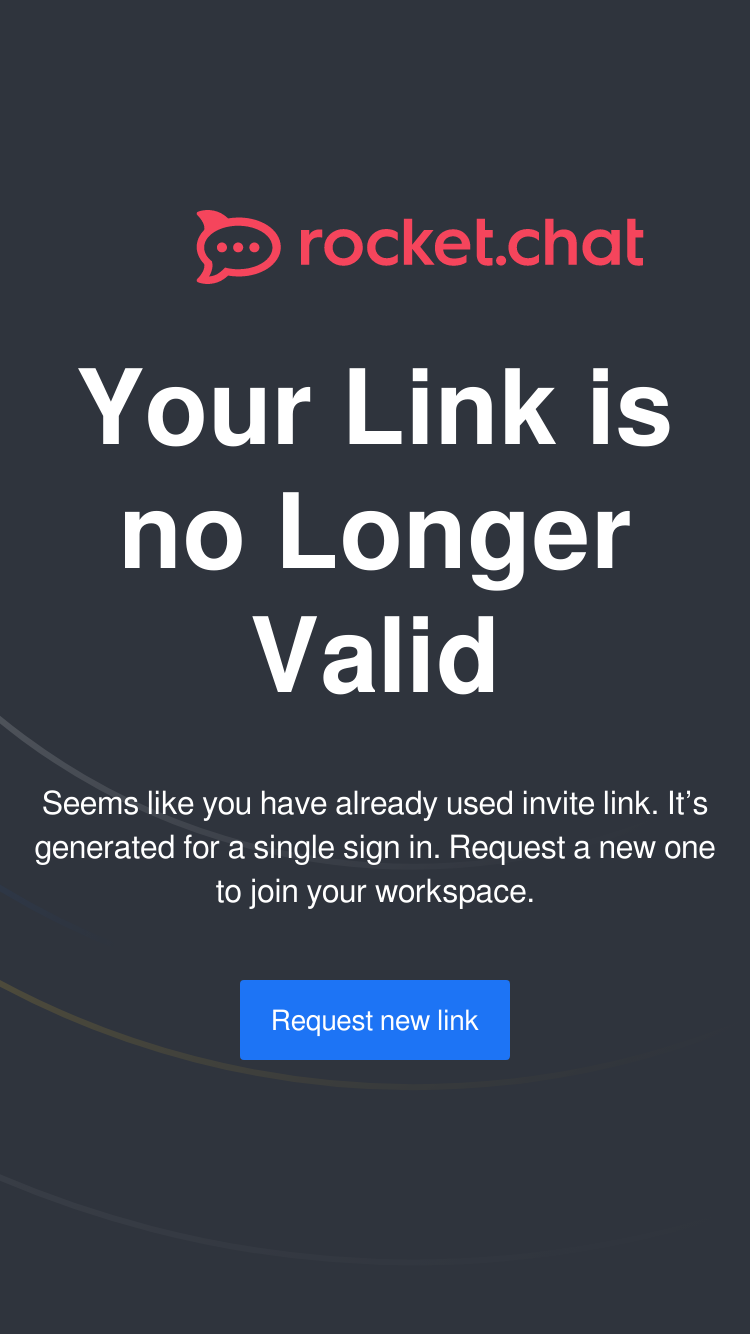 rocket.chat
Your Link is
no Longer
Valid
Seems like you have already used invite link. It’s
generated for a single sign in. Request a new one
to join your workspace.
Request new link